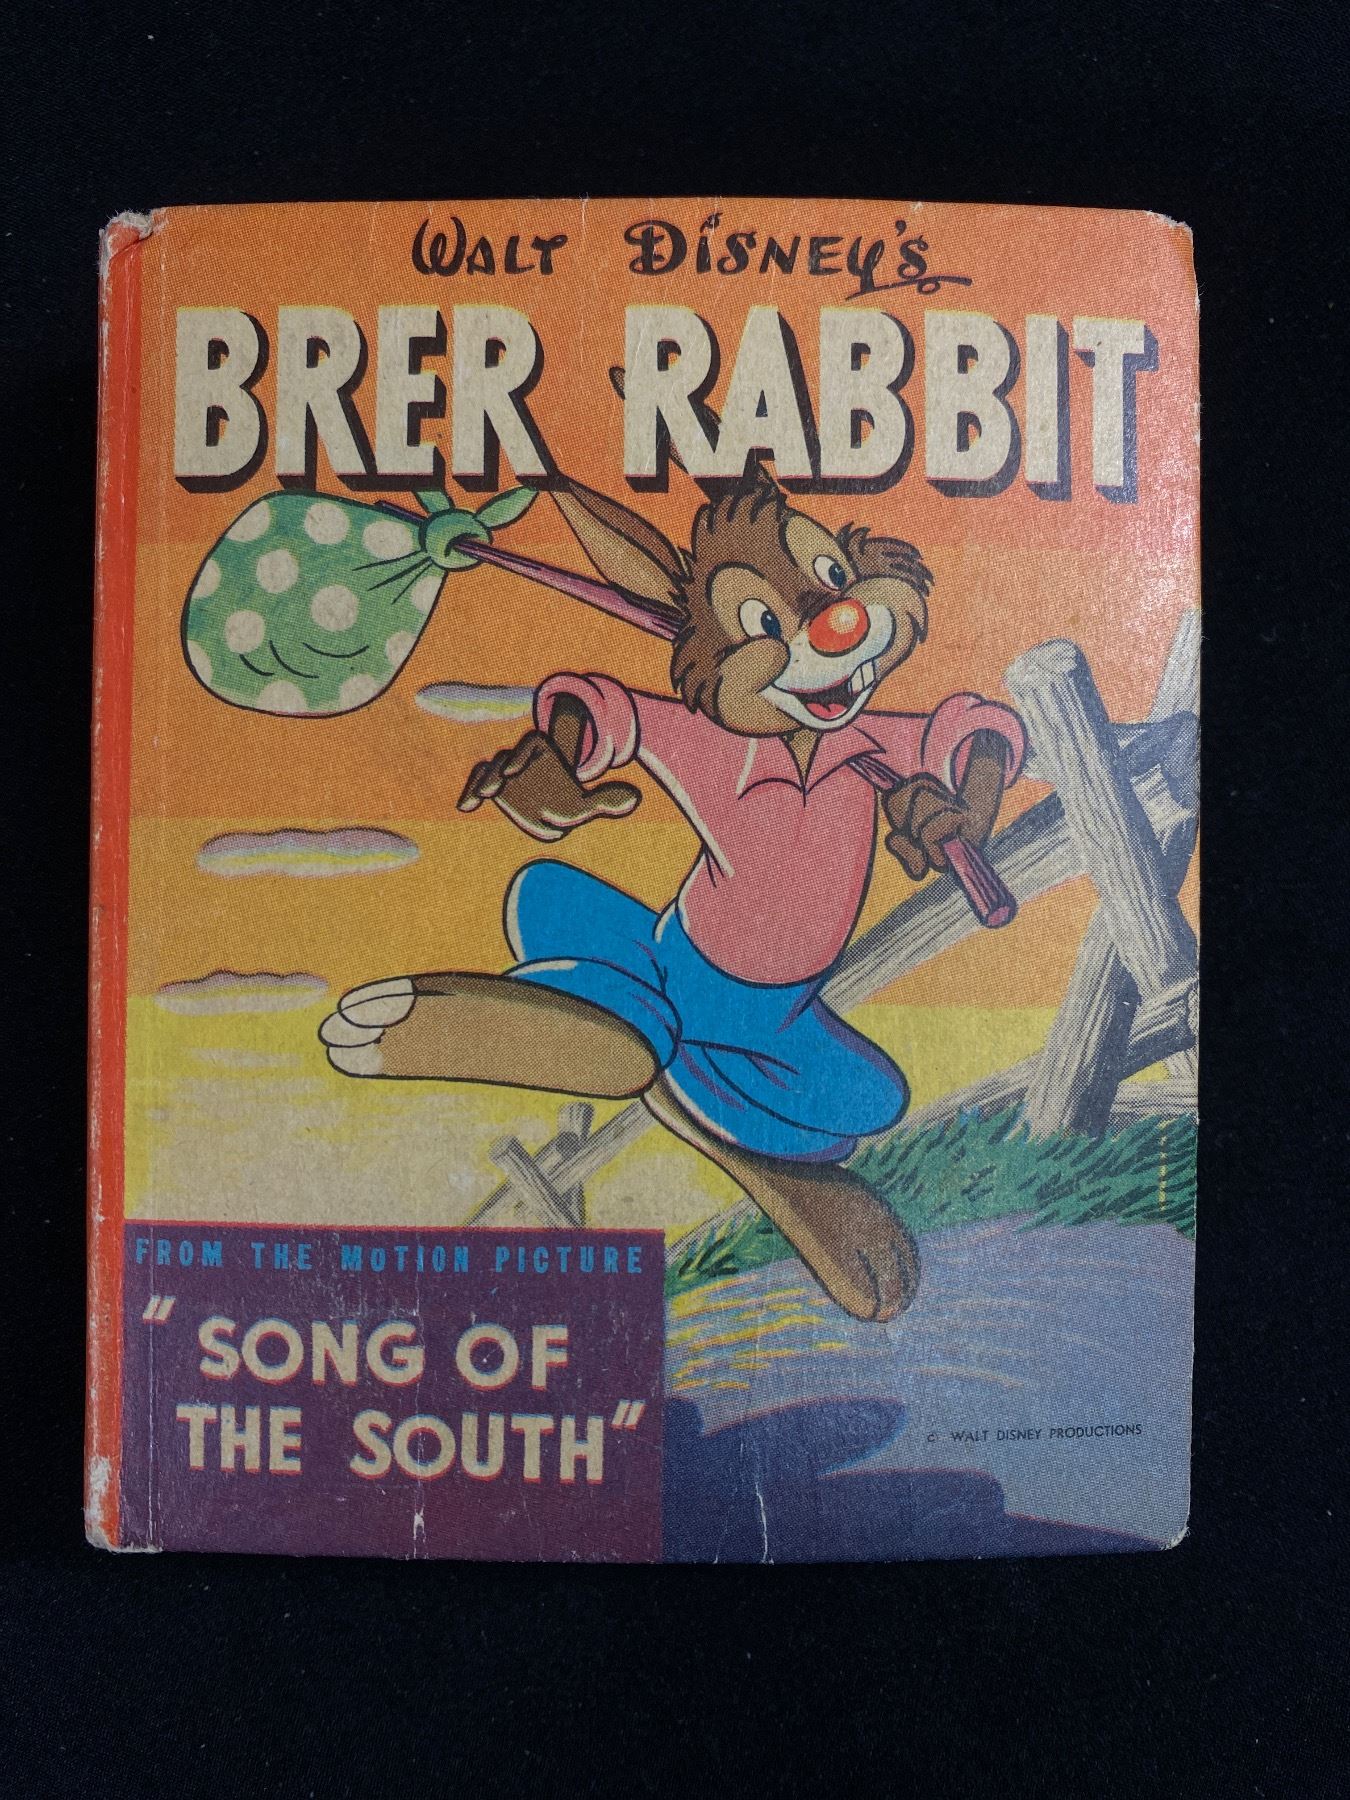 WALT DISNEY'S
BRER RABBIT
FROM THE MOTION PICTURE
"SONG OF
THE SOUTH"
c WALT DISNEY PRODUCTIONS